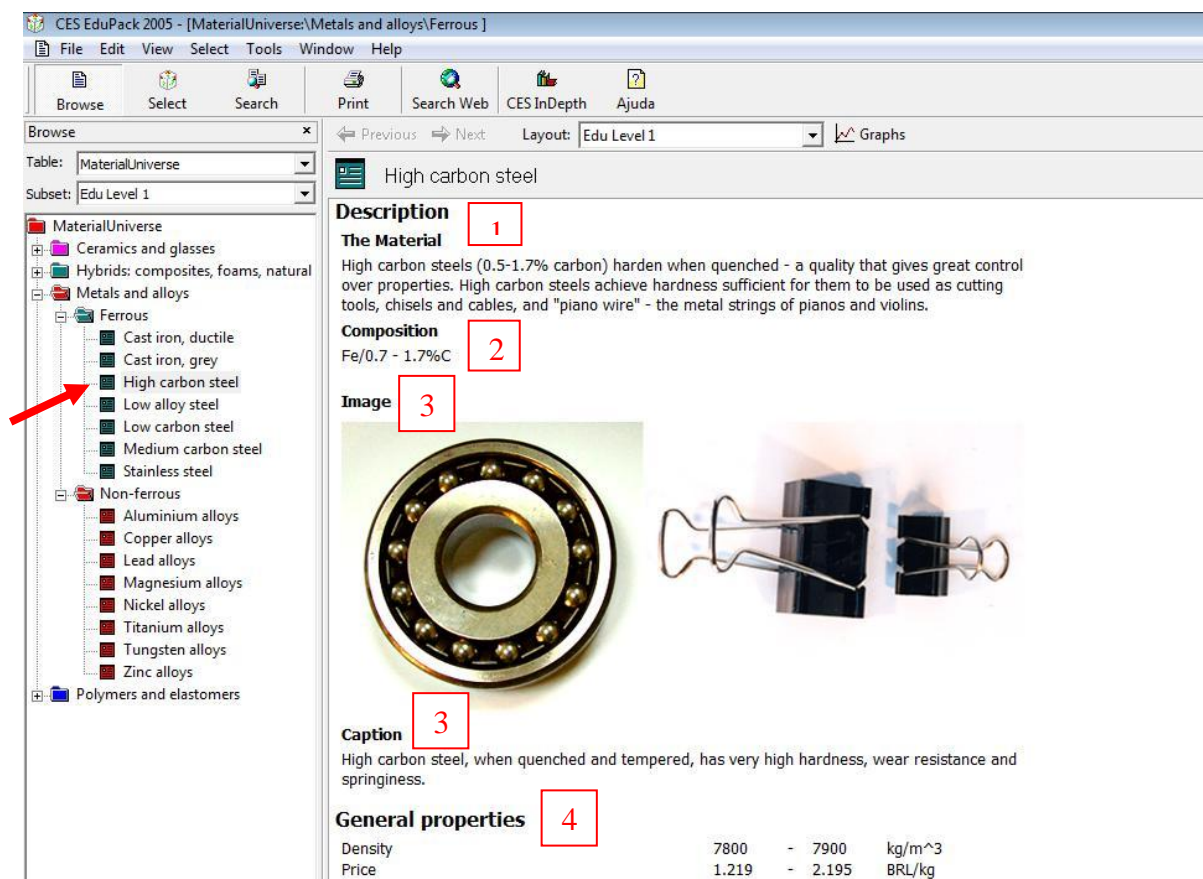 CES EduPack 2005 - [MaterialUniverse:\Metals and alloys\Ferrous ]
File Edit View Select Tools Window Help
Browse Select Search Print Search Web CES InDepth Ajuda
Browse ×
Previous Next Layout: Edu Level 1 Graphs
Table: MaterialUniverse
Subset: Edu Level 1
MaterialUniverse
Ceramics and glasses
Hybrids: composites, foams, natural
Metals and alloys
Ferrous
Cast iron, ductile
Cast iron, grey
High carbon steel
Low alloy steel
Low carbon steel
Medium carbon steel
Stainless steel
Non-ferrous
Aluminium alloys
Copper alloys
Lead alloys
Magnesium alloys
Nickel alloys
Titanium alloys
Tungsten alloys
Zinc alloys
Polymers and elastomers
High carbon steel
Description 1
The Material
High carbon steels (0.5-1.7% carbon) harden when quenched - a quality that gives great control
over properties. High carbon steels achieve hardness sufficient for them to be used as cutting
tools, chisels and cables, and "piano wire" - the metal strings of pianos and violins.
Composition 2
Fe/0.7 - 1.7%C
Image 3
Caption 3
High carbon steel, when quenched and tempered, has very high hardness, wear resistance and
springiness.
General properties 4
Density 7800 - 7900 kg/m^3
Price 1.219 - 2.195 BRL/kg